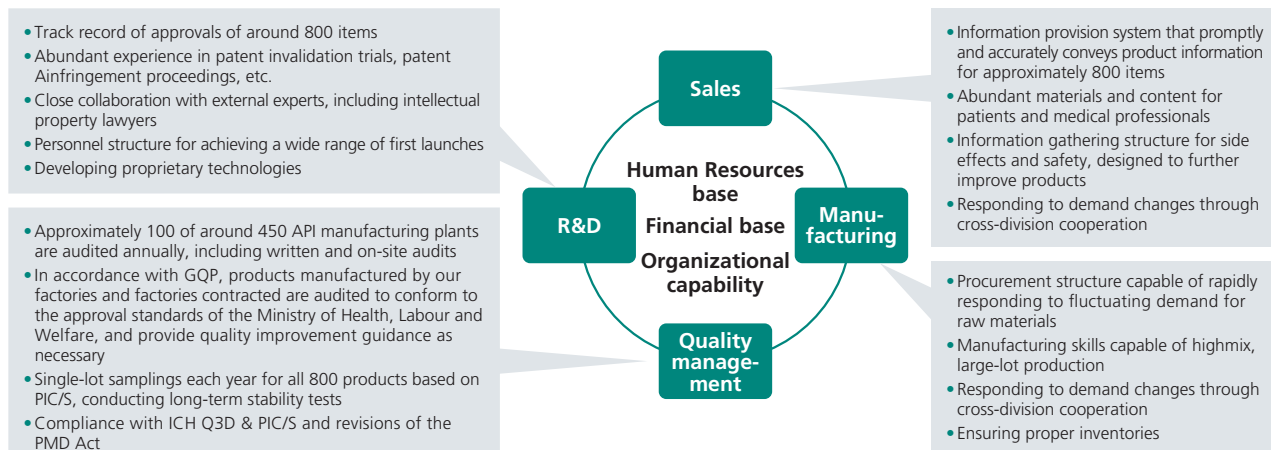 • Track record of approvals of around 800 items
• Abundant experience in patent invalidation trials, patent
Ainfringement proceedings, etc.
• Close collaboration with external experts, including intellectual
property lawyers
• Personnel structure for achieving a wide range of first launches
• Developing proprietary technologies
• Approximately 100 of around 450 API manufacturing plants
are audited annually, including written and on-site audits
• In accordance with GQP, products manufactured by our
factories and factories contracted are audited to conform to
the approval standards of the Ministry of Health, Labour and
Welfare, and provide quality improvement guidance as
necessary
• Single-lot samplings each year for all 800 products based on
PIC/S, conducting long-term stability tests
• Compliance with ICH Q3D & PIC/S and revisions of the
PMD Act
Sales
Human Resources
base
Financial base
Organizational
capability
R&D
Manu-
facturing
Quality
manage-
ment
• Information provision system that promptly
and accurately conveys product information
for approximately 800 items
• Abundant materials and content for
patients and medical professionals
• Information gathering structure for side
effects and safety, designed to further
improve products
• Responding to demand changes through
cross-division cooperation
• Procurement structure capable of rapidly
responding to fluctuating demand for
raw materials
• Manufacturing skills capable of highmix,
large-lot production
• Responding to demand changes through
cross-division cooperation
• Ensuring proper inventories